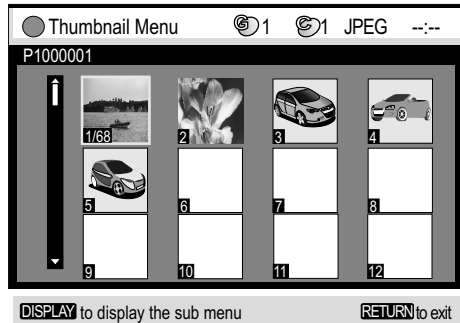 Thumbnail Menu G 1 C 1 JPEG --:--
P1000001
1/68 2 3 4
5 6 7 8
9 10 11 12
DISPLAY to display the sub menu RETURN to exit